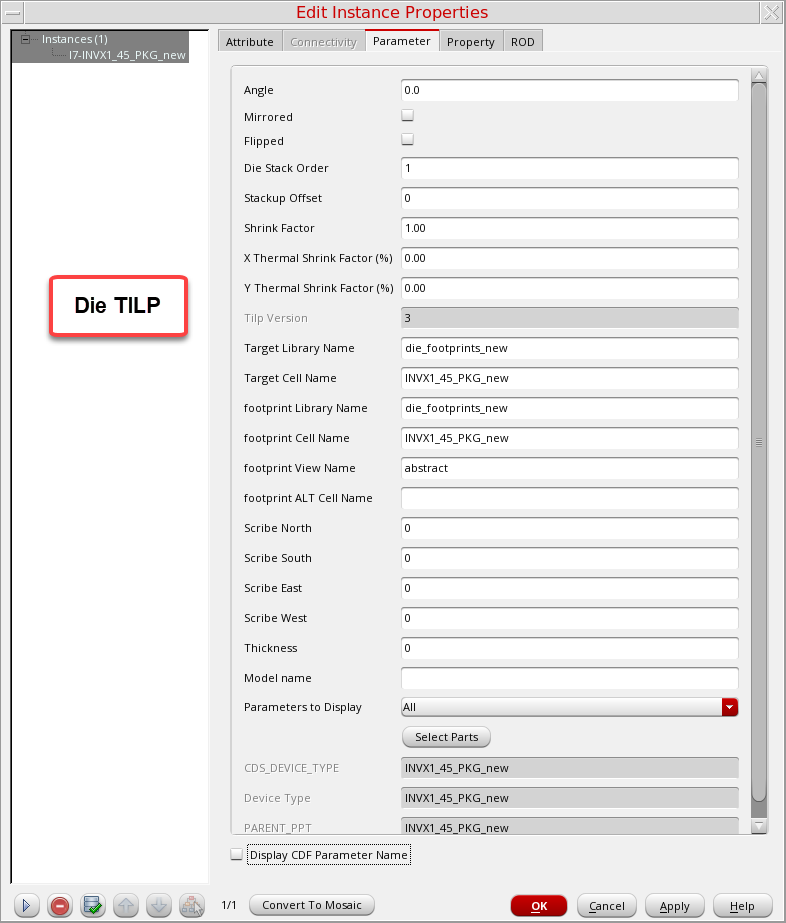 Edit Instance Properties
Instances (1)
I7-INVX1_45_PKG_new
Die TILP
Attribute Connectivity Parameter Property ROD
Angle 0.0
Mirrored
Flipped
Die Stack Order 1
Stackup Offset 0
Shrink Factor 1.00
X Thermal Shrink Factor (%) 0.00
Y Thermal Shrink Factor (%) 0.00
Tilp Version 3
Target Library Name die_footprints_new
Target Cell Name INVX1_45_PKG_new
footprint Library Name die_footprints_new
footprint Cell Name INVX1_45_PKG_new
footprint View Name abstract
footprint ALT Cell Name
Scribe North 0
Scribe South 0
Scribe East 0
Scribe West 0
Thickness 0
Model name
Parameters to Display All
Select Parts
CDS_DEVICE_TYPE INVX1_45_PKG_new
Device Type INVX1_45_PKG_new
PARENT_PPT INVX1_45_PKG_new
Display CDF Parameter Name
1/1 Convert To Mosaic OK Cancel Apply Help